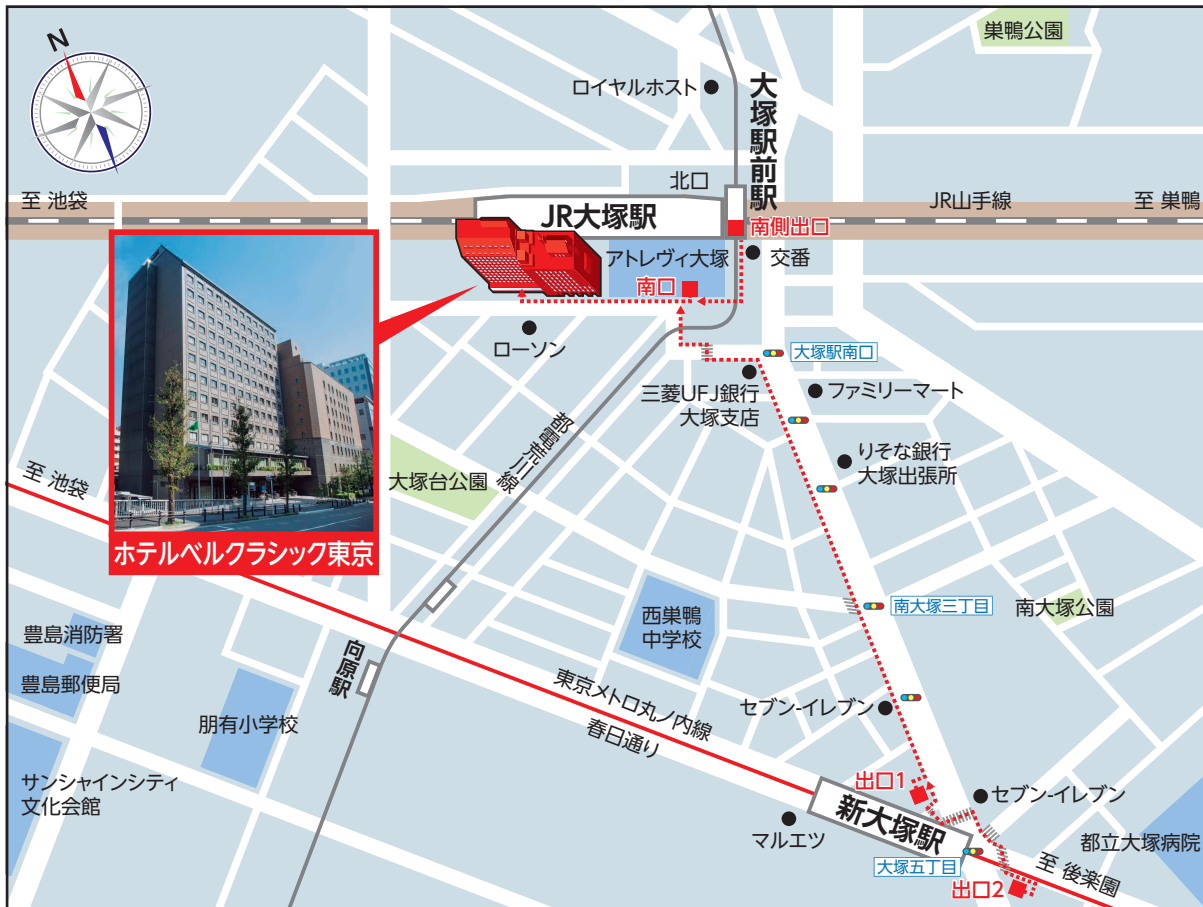 N
巣鴨公園
ロイヤルホスト
大塚駅前駅
北口
至 池袋
JR大塚駅
JR山手線
至 巣鴨
南側出口
アトレヴィ大塚
交番
南口
ローソン
大塚駅南口
三菱UFJ銀行
大塚支店
ファミリーマート
都電荒川線
りそな銀行
大塚出張所
至 池袋
大塚台公園
ホテルベルクラシック東京
南大塚三丁目
南大塚公園
西巣鴨
中学校
豊島消防署
向原駅
豊島郵便局
東京メトロ丸ノ内線
春日通り
セブン-イレブン
朋有小学校
サンシャインシティ
文化会館
出口1
セブン-イレブン
新大塚駅
マルエツ
都立大塚病院
大塚五丁目
至 後楽園
出口2